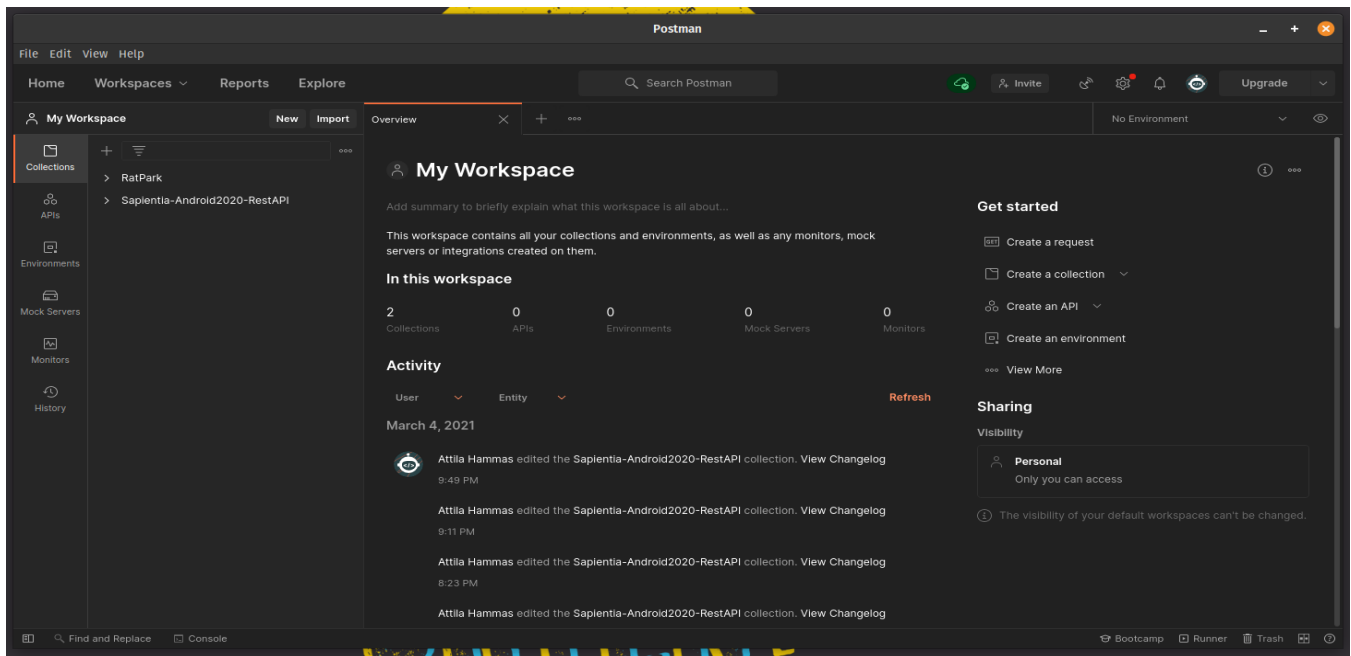 Postman
File Edit View Help
Home Workspaces Reports Explore Search Postman Invite Upgrade
My Workspace New Import Overview No Environment
Collections
RatPark
Sapientia-Android2020-RestAPI
APIs
Environments
Mock Servers
Monitors
History
My Workspace
Add summary to briefly explain what this workspace is all about...
This workspace contains all your collections and environments, as well as any monitors, mock
servers or integrations created on them.
In this workspace
2 0 0 0 0
Collections APIs Environments Mock Servers Monitors
Activity
User Entity Refresh
March 4, 2021
Attila Hammas edited the Sapientia-Android2020-RestAPI collection. View Changelog
9:49 PM
Attila Hammas edited the Sapientia-Android2020-RestAPI collection. View Changelog
9:11 PM
Attila Hammas edited the Sapientia-Android2020-RestAPI collection. View Changelog
8:23 PM
Attila Hammas edited the Sapientia-Android2020-RestAPI collection. View Changelog
Get started
GET Create a request
Create a collection
Create an API
Create an environment
View More
Sharing
Visibility
Personal
Only you can access
The visibility of your default workspaces can't be changed.
Find and Replace Console Bootcamp Runner Trash